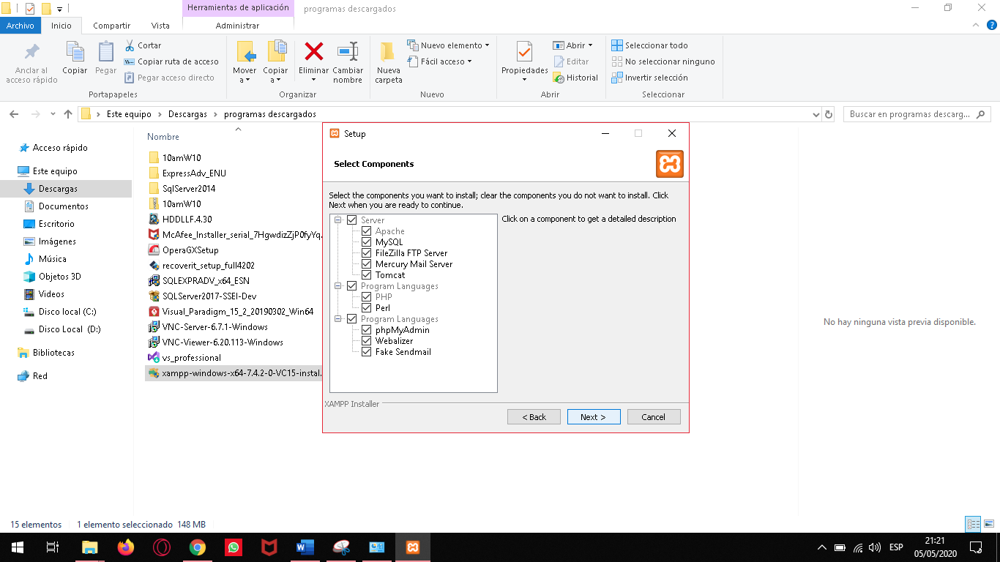 Herramientas de aplicación
programas descargados
Archivo
Inicio
Compartir
Vista
Administrar
Anclar al
acceso rápido
Copiar
Pegar
Cortar
Copiar ruta de acceso
Pegar acceso directo
Portapapeles
Mover
a
Copiar
a
Eliminar
Cambiar
nombre
Organizar
Nueva
carpeta
Nuevo elemento
Fácil acceso
Nuevo
Propiedades
Abrir
Editar
Historial
Abrir
Seleccionar todo
No seleccionar ninguno
Invertir selección
Seleccionar
Este equipo > Descargas > programas descargados
Buscar en programas descarg...
Acceso rápido
Este equipo
Descargas
Documentos
Escritorio
Imágenes
Música
Objetos 3D
Videos
Disco local (C:)
Disco Local (D:)
Bibliotecas
Red
Nombre
10amW10
ExpressAdv_ENU
SqlServer2014
10amW10
HDDLLF.4.30
McAfee_Installer_serial_7HgwdizZjP0fyYq.
OperaGXSetup
recoverit_setup_full4202
SQLEXPRADV_x64_ESN
SQLServer2017-SSEI-Dev
Visual_Paradigm_15_2_20190302_Win64
VNC-Server-6.7.1-Windows
VNC-Viewer-6.20.113-Windows
vs_professional
xampp-windows-x64-7.4.2-0-VC15-instal.
Setup
Select Components
Select the components you want to install; clear the components you do not want to install. Click
Next when you are ready to continue.
Server
Apache
MySQL
FileZilla FTP Server
Mercury Mail Server
Tomcat
Program Languages
PHP
Perl
Program Languages
phpMyAdmin
Webalizer
Fake Sendmail
Click on a component to get a detailed description
XAMPP Installer
< Back
Next >
Cancel
No hay ninguna vista previa disponible.
15 elementos
1 elemento seleccionado 148 MB
ESP
21:21
05/05/2020